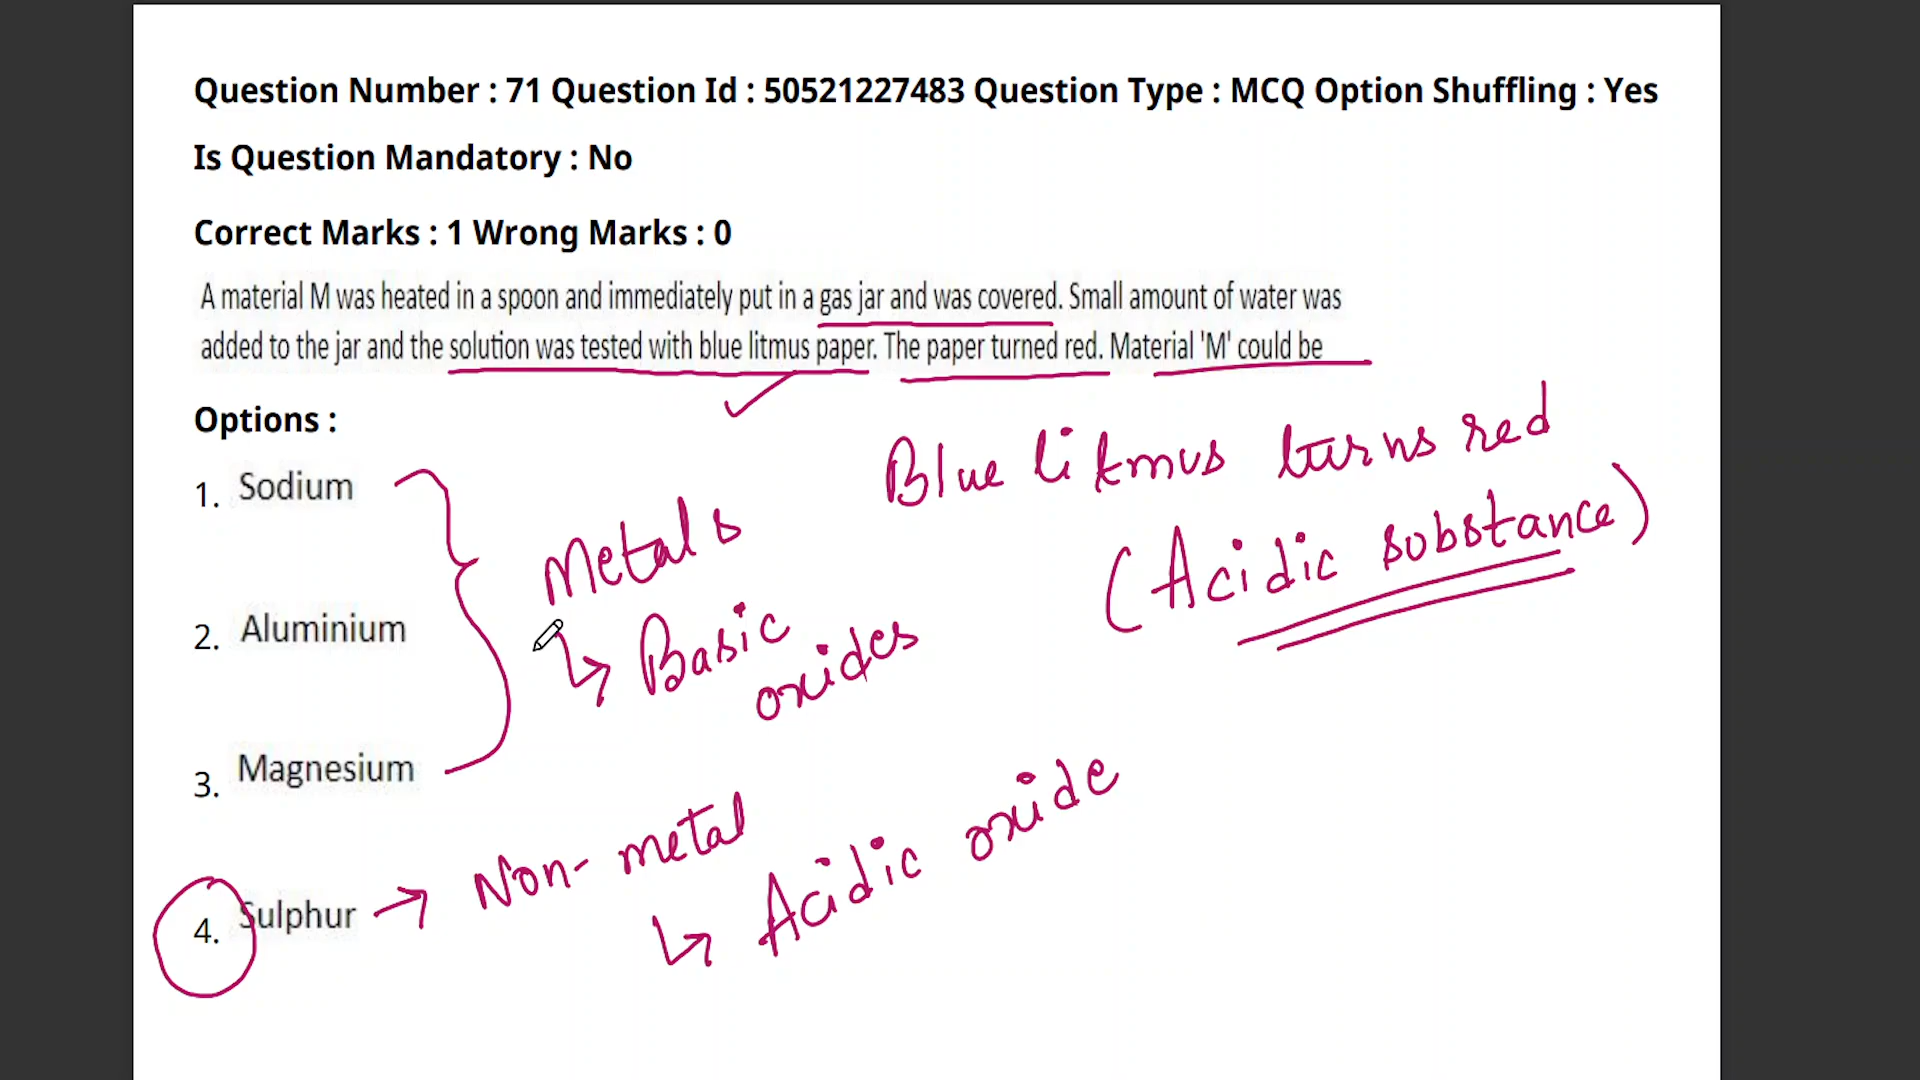 Question Number : 71 Question Id : 50521227483 Question Type : MCQ Option Shuffling : Yes
Is Question Mandatory : No
Correct Marks : 1 Wrong Marks : 0
A material M was heated in a spoon and immediately put in a gas jar and was covered. Small amount of water was
added to the jar and the solution was tested with blue litmus paper. The paper turned red. Material 'M' could be
Options :
Blue litmus turns red
(Acidic substance)
1. Sodium
Metals
2. Aluminium
Basic
oxides
3. Magnesium
4. Sulphur → Non-metal
↳ Acidic oxide